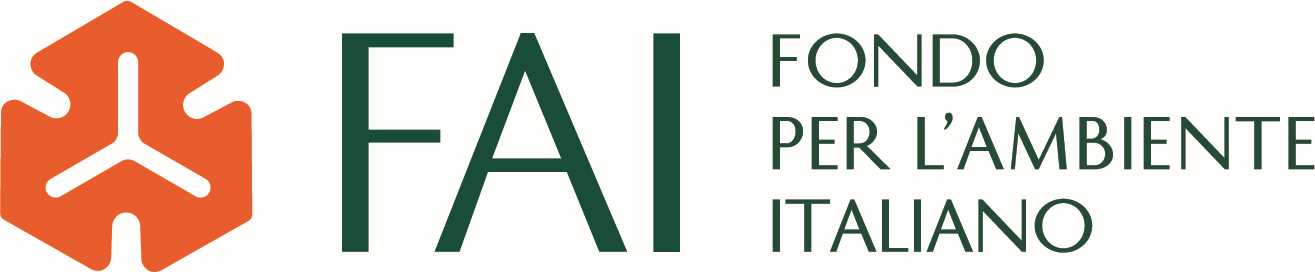 FAI
FONDO
PER L’AMBIENTE
ITALIANO